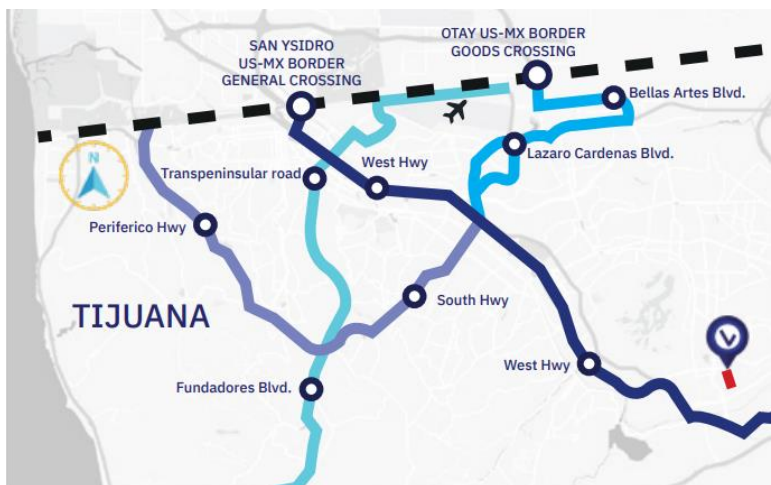 SAN YSIDRO
US-MX BORDER
GENERAL CROSSING
OTAY US-MX BORDER
GOODS CROSSING
Bellas Artes Blvd.
N
Lazaro Cardenas Blvd.
West Hwy
Transpeninsular road
Periferico Hwy
TIJUANA
South Hwy
V
West Hwy
Fundadores Blvd.